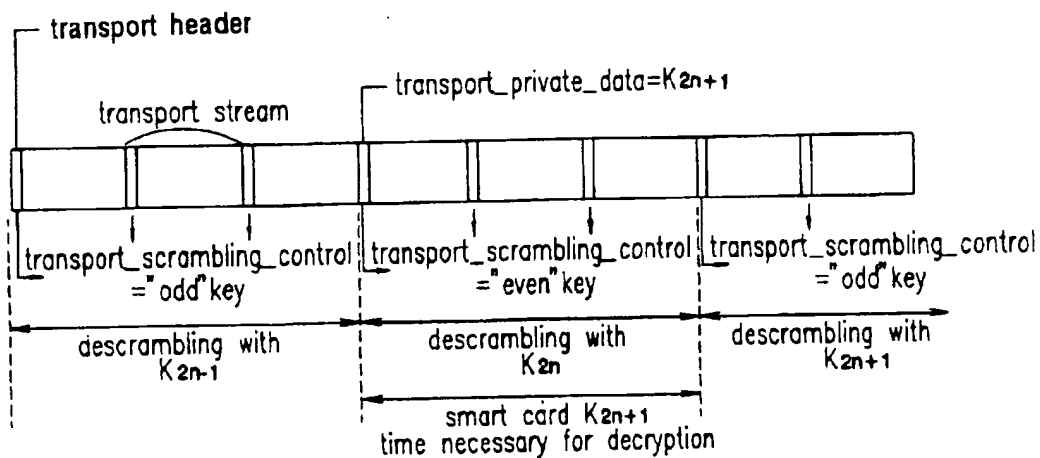 transport header
transport_private_data=K2n+1
transport stream
transport_scrambling_control
="odd"key
transport_scrambling_control
="even"key
transport_scrambling_control
="odd"key
descrambling with
K2n-1
descrambling with
K2n
descrambling with
K2n+1
smart card K2n+1
time necessary for decryption